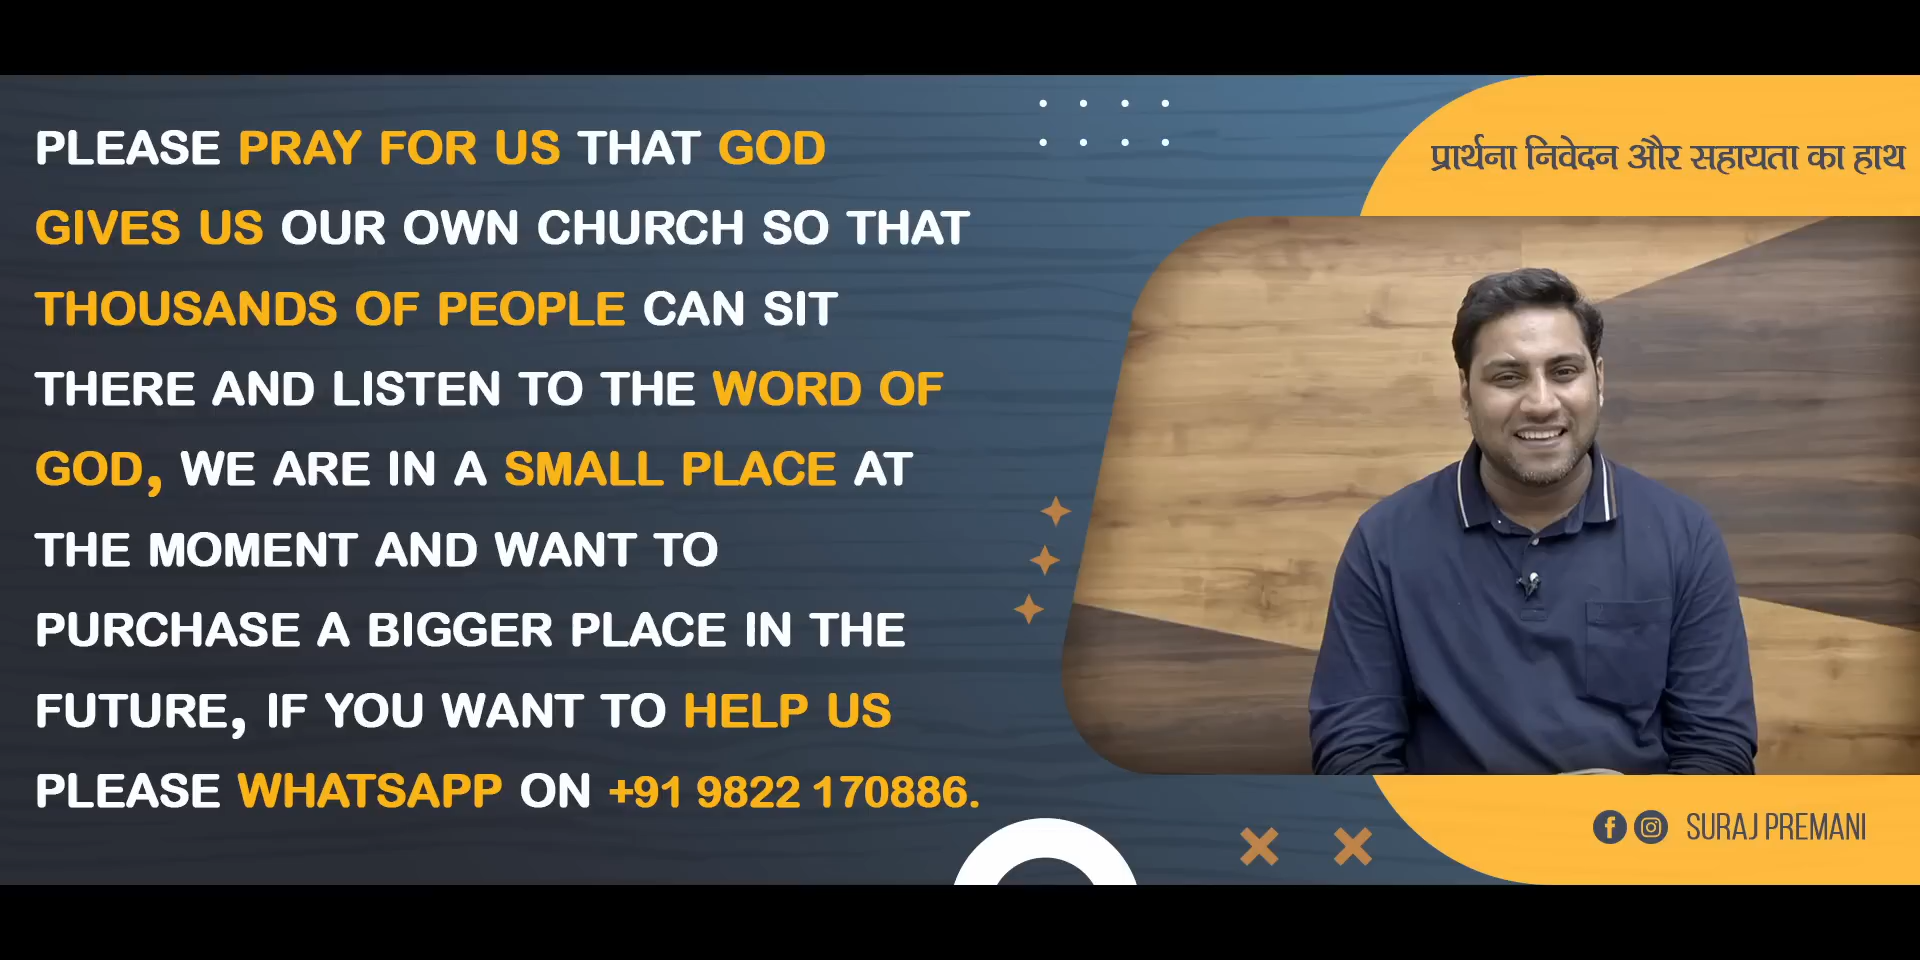 PLEASE PRAY FOR US THAT GOD
GIVES US OUR OWN CHURCH SO THAT
THOUSANDS OF PEOPLE CAN SIT
THERE AND LISTEN TO THE WORD OF
GOD, WE ARE IN A SMALL PLACE AT
THE MOMENT AND WANT TO
PURCHASE A BIGGER PLACE IN THE
FUTURE, IF YOU WANT TO HELP US
PLEASE WHATSAPP ON +91 9822 170886.
प्रार्थना निवेदन और सहायता का हाथ
SURAJ PREMANI